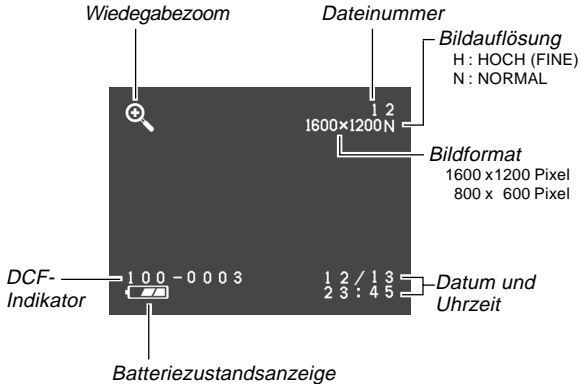 Wiedegabezoom
Dateinummer
Bildauflösung
H : HOCH (FINE)
N : NORMAL
12
1600×1200N
Bildformat
1600 x1200 Pixel
800 x 600 Pixel
DCF-
Indikator
100-0003
12/13
23:45
Datum und
Uhrzeit
Batteriezustandsanzeige